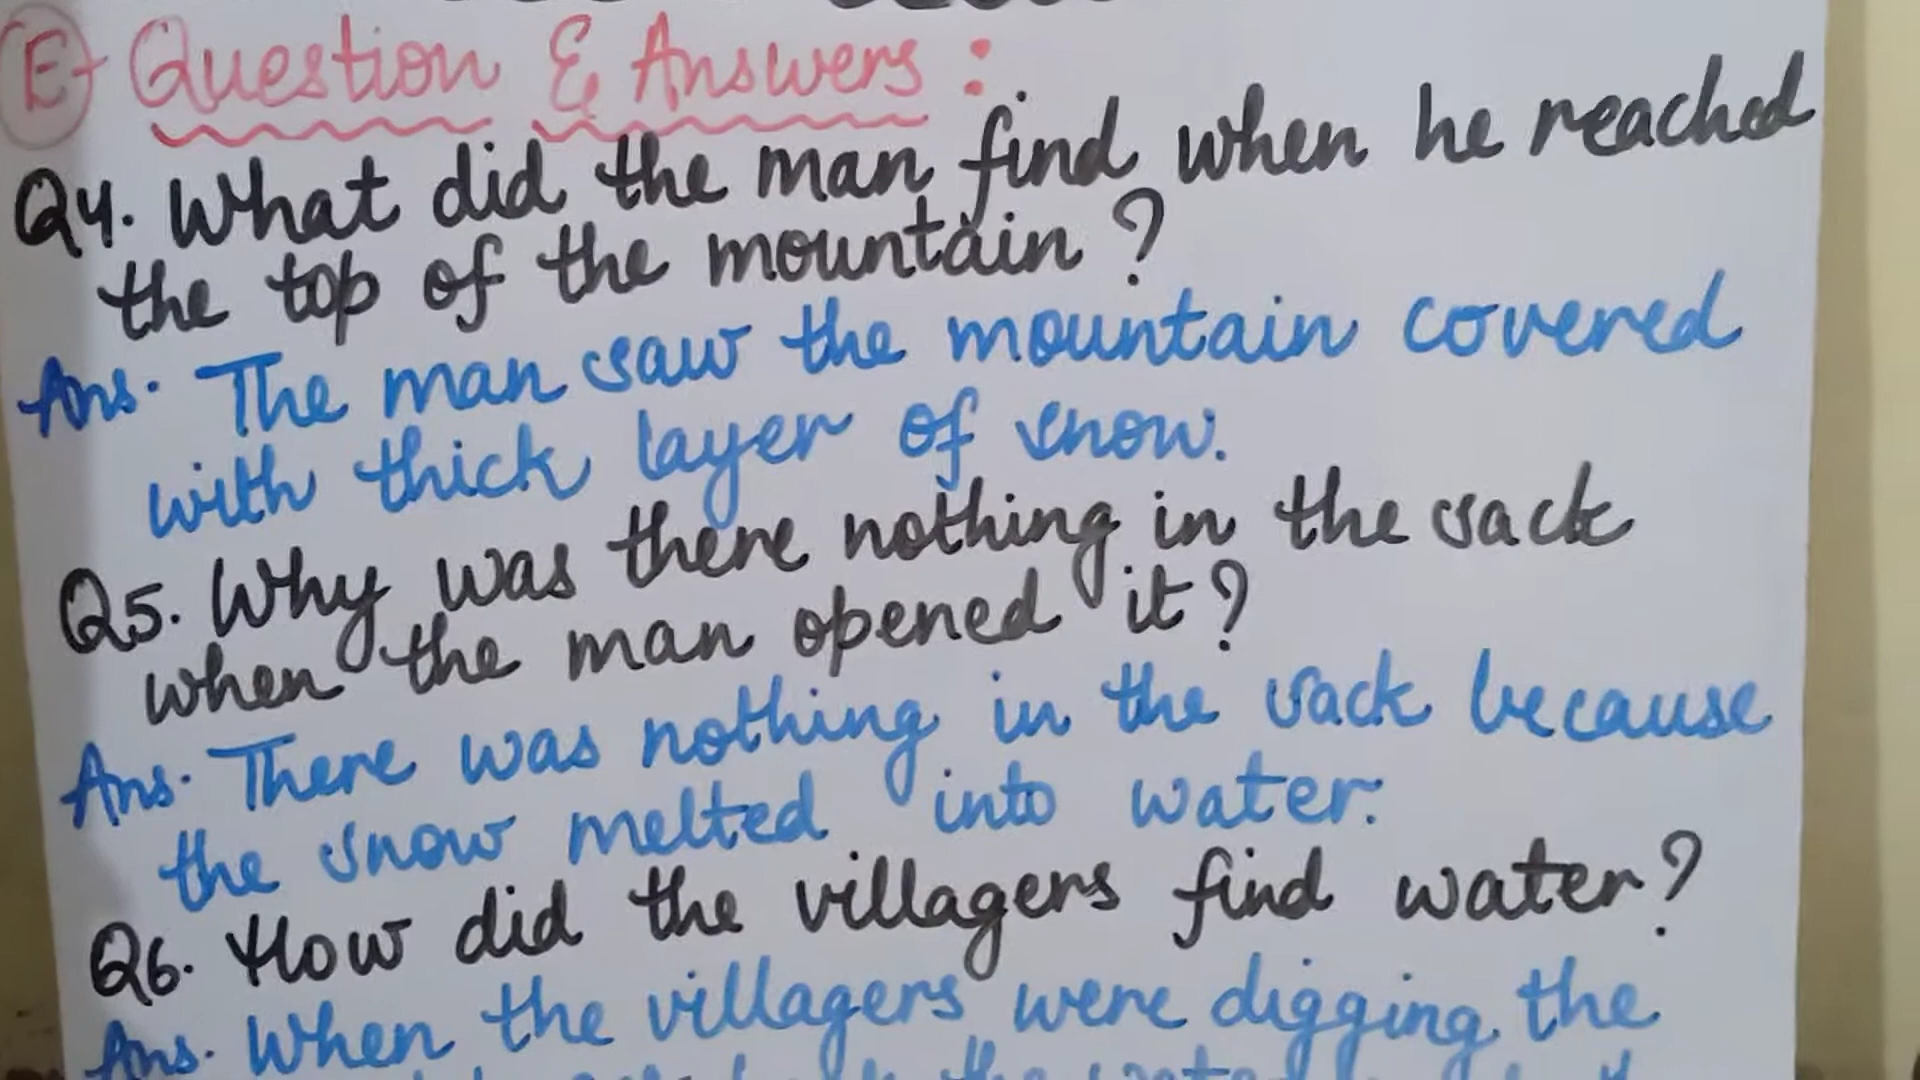 E Question & Answers :
Q4. What did the man find when he reached
the top of the mountain ?
Ans. The man saw the mountain covered
with thick layer of snow.
Q5. Why was there nothing in the sack
when the man opened it ?
Ans. There was nothing in the sack because
the snow melted into water.
Q6. How did the villagers find water ?
Ans. When the villagers were digging the
the water